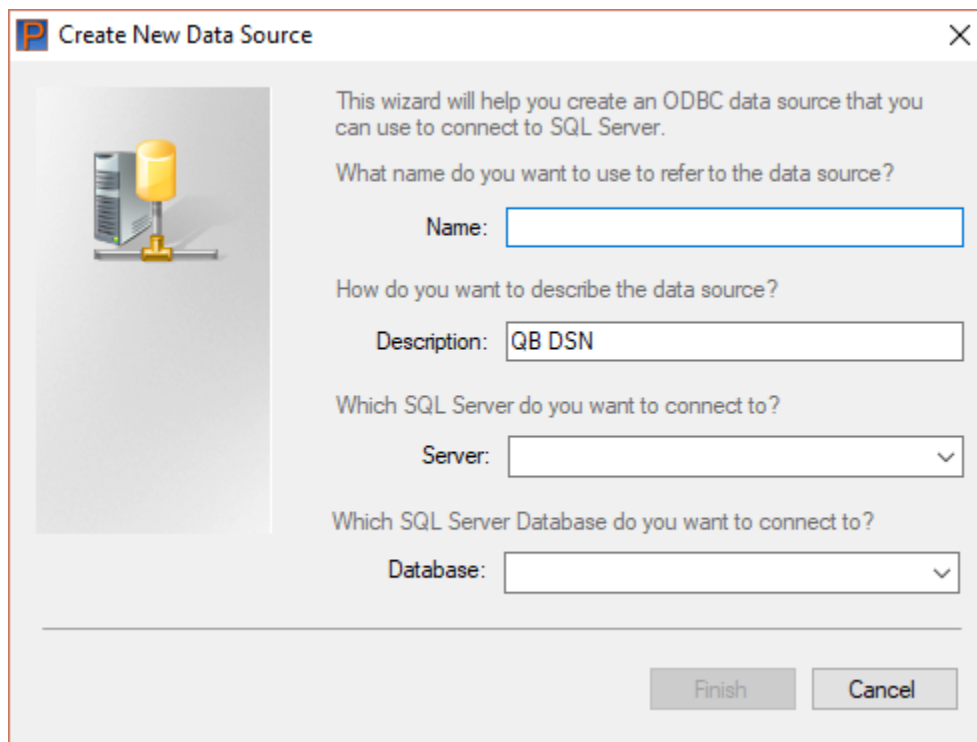 P Create New Data Source
This wizard will help you create an ODBC data source that you
can use to connect to SQL Server.
What name do you want to use to refer to the data source?
Name:
How do you want to describe the data source?
Description: QB DSN
Which SQL Server do you want to connect to?
Server:
Which SQL Server Database do you want to connect to?
Database:
Finish Cancel